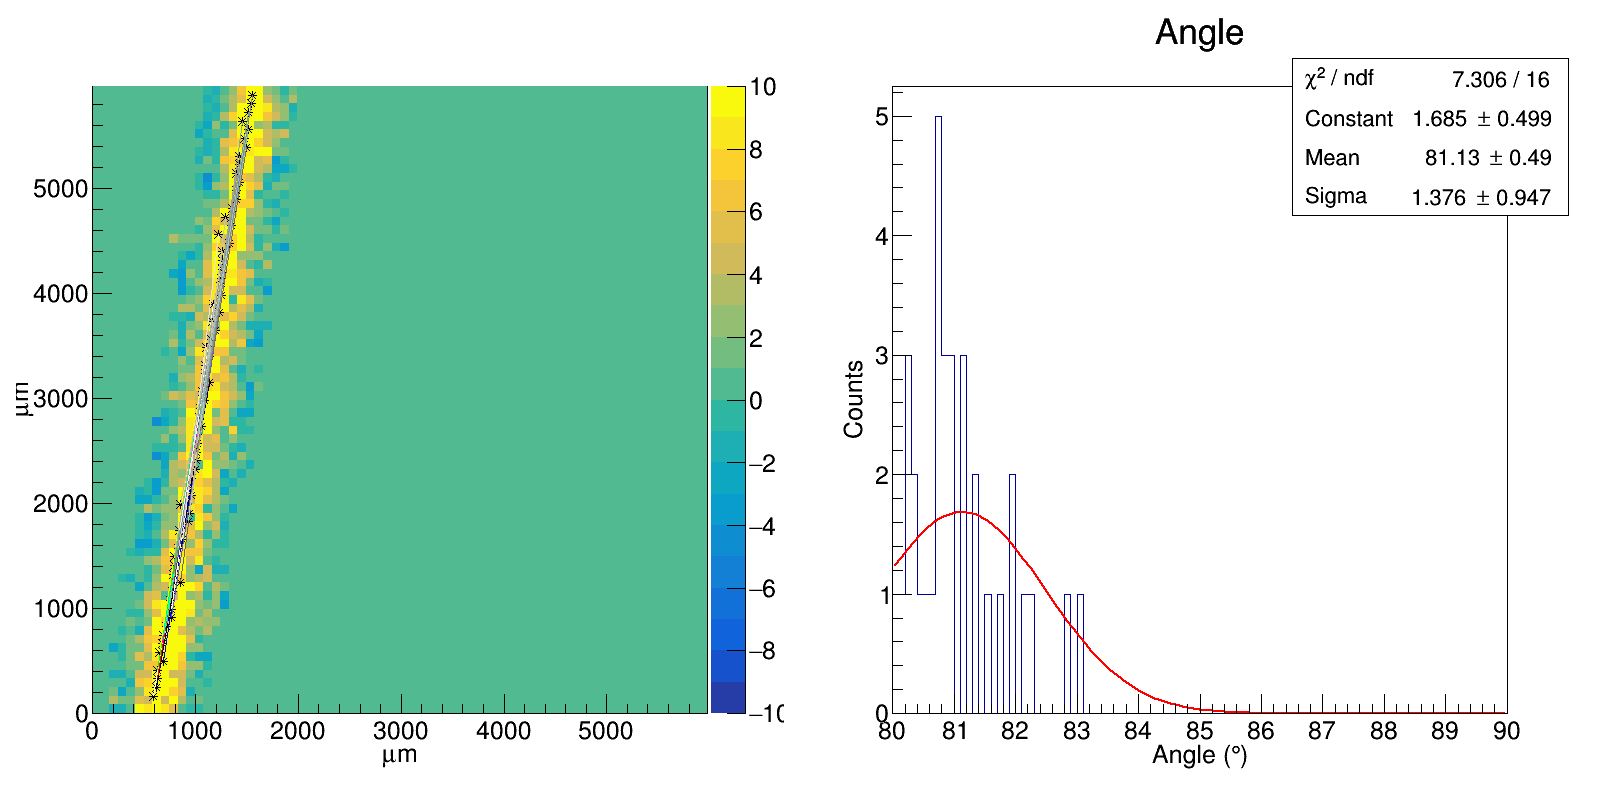 Angle
χ² / ndf 7.306 / 16
Constant 1.685 ± 0.499
Mean 81.13 ± 0.49
Sigma 1.376 ± 0.947
μm
5000
4000
3000
2000
1000
0
0 1000 2000 3000 4000 5000
μm
10
8
6
4
2
0
−2
−4
−6
−8
−10
Counts
5
4
3
2
1
0
80 81 82 83 84 85 86 87 88 89 90
Angle (°)